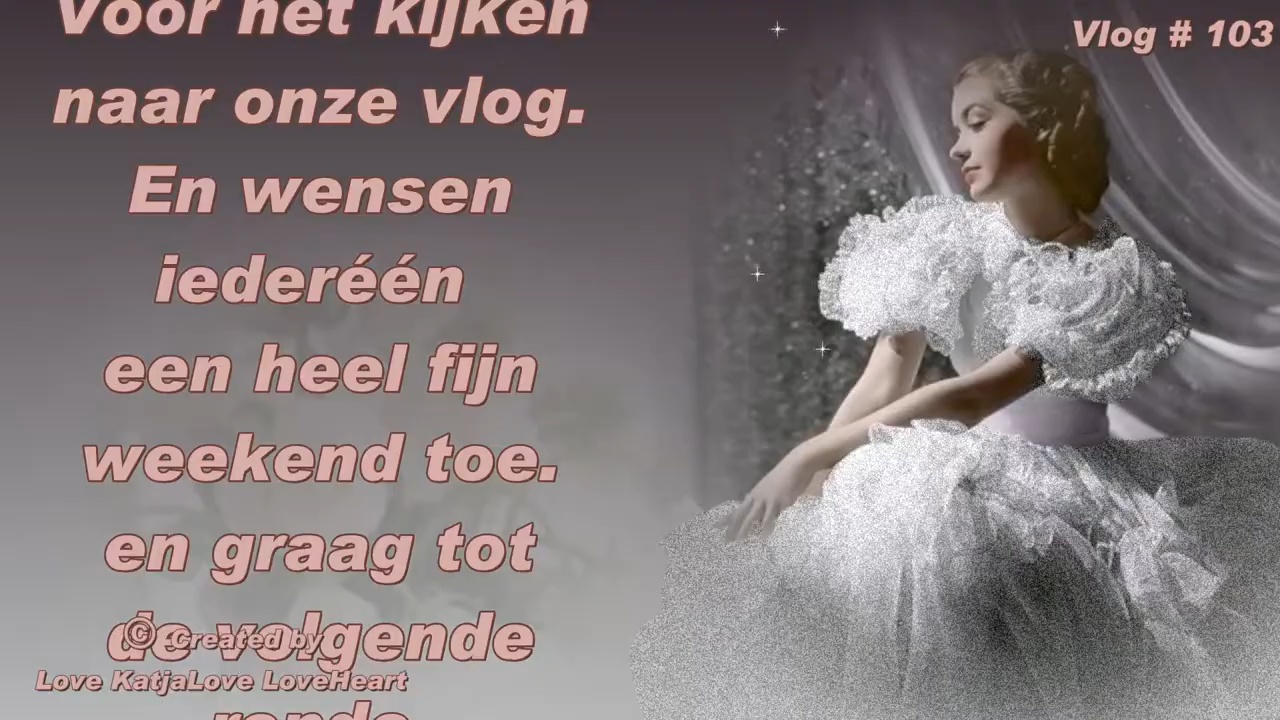 Voor het kijken
naar onze vlog.
En wensen
iederéén
een heel fijn
weekend toe.
en graag tot
de volgende
ronde
Vlog # 103
© Created by
Love KatjaLove LoveHeart